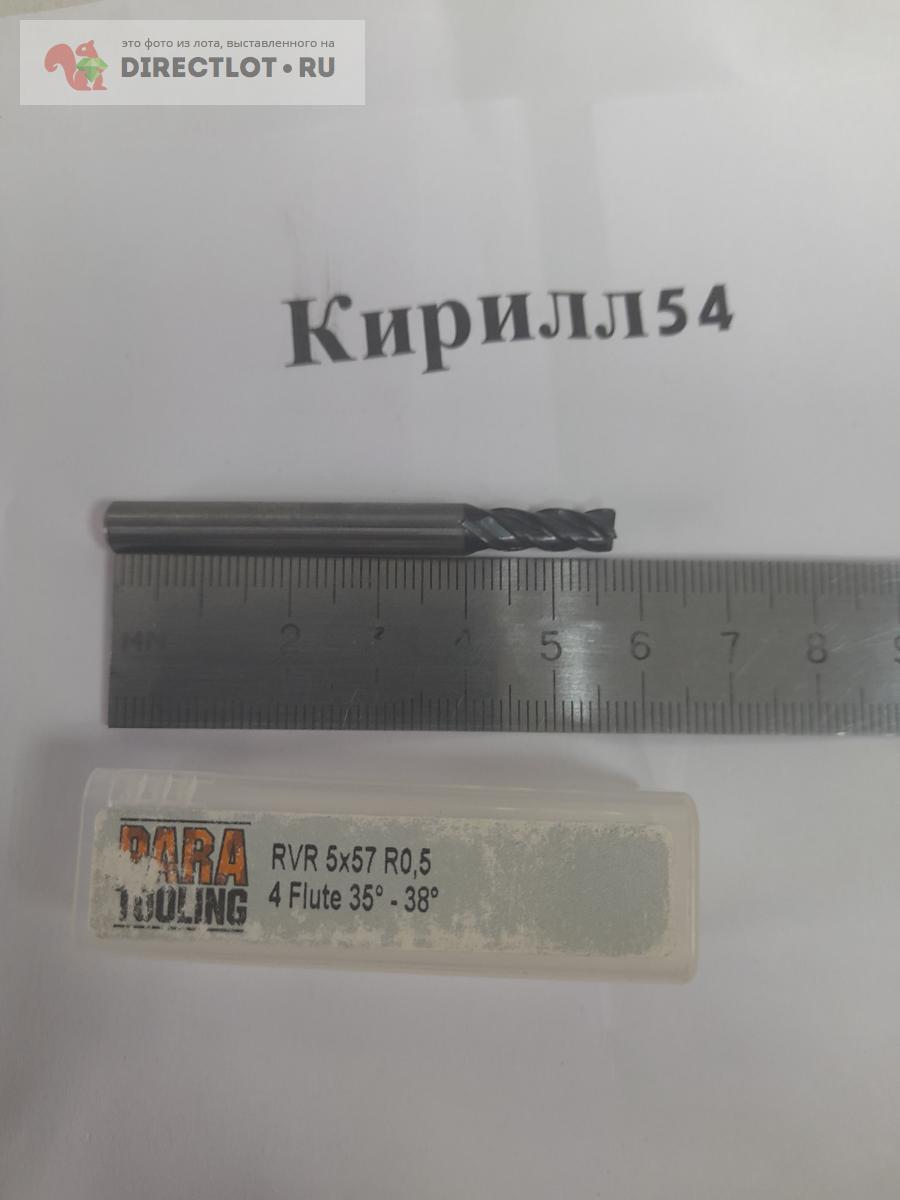 это фото из лота, выставленного на
DIRECTLOT•RU
Кирилл54
2 3 4 5 6 7 8 9
PARA
TOOLING
RVR 5x57 R0,5
4 Flute 35° - 38°